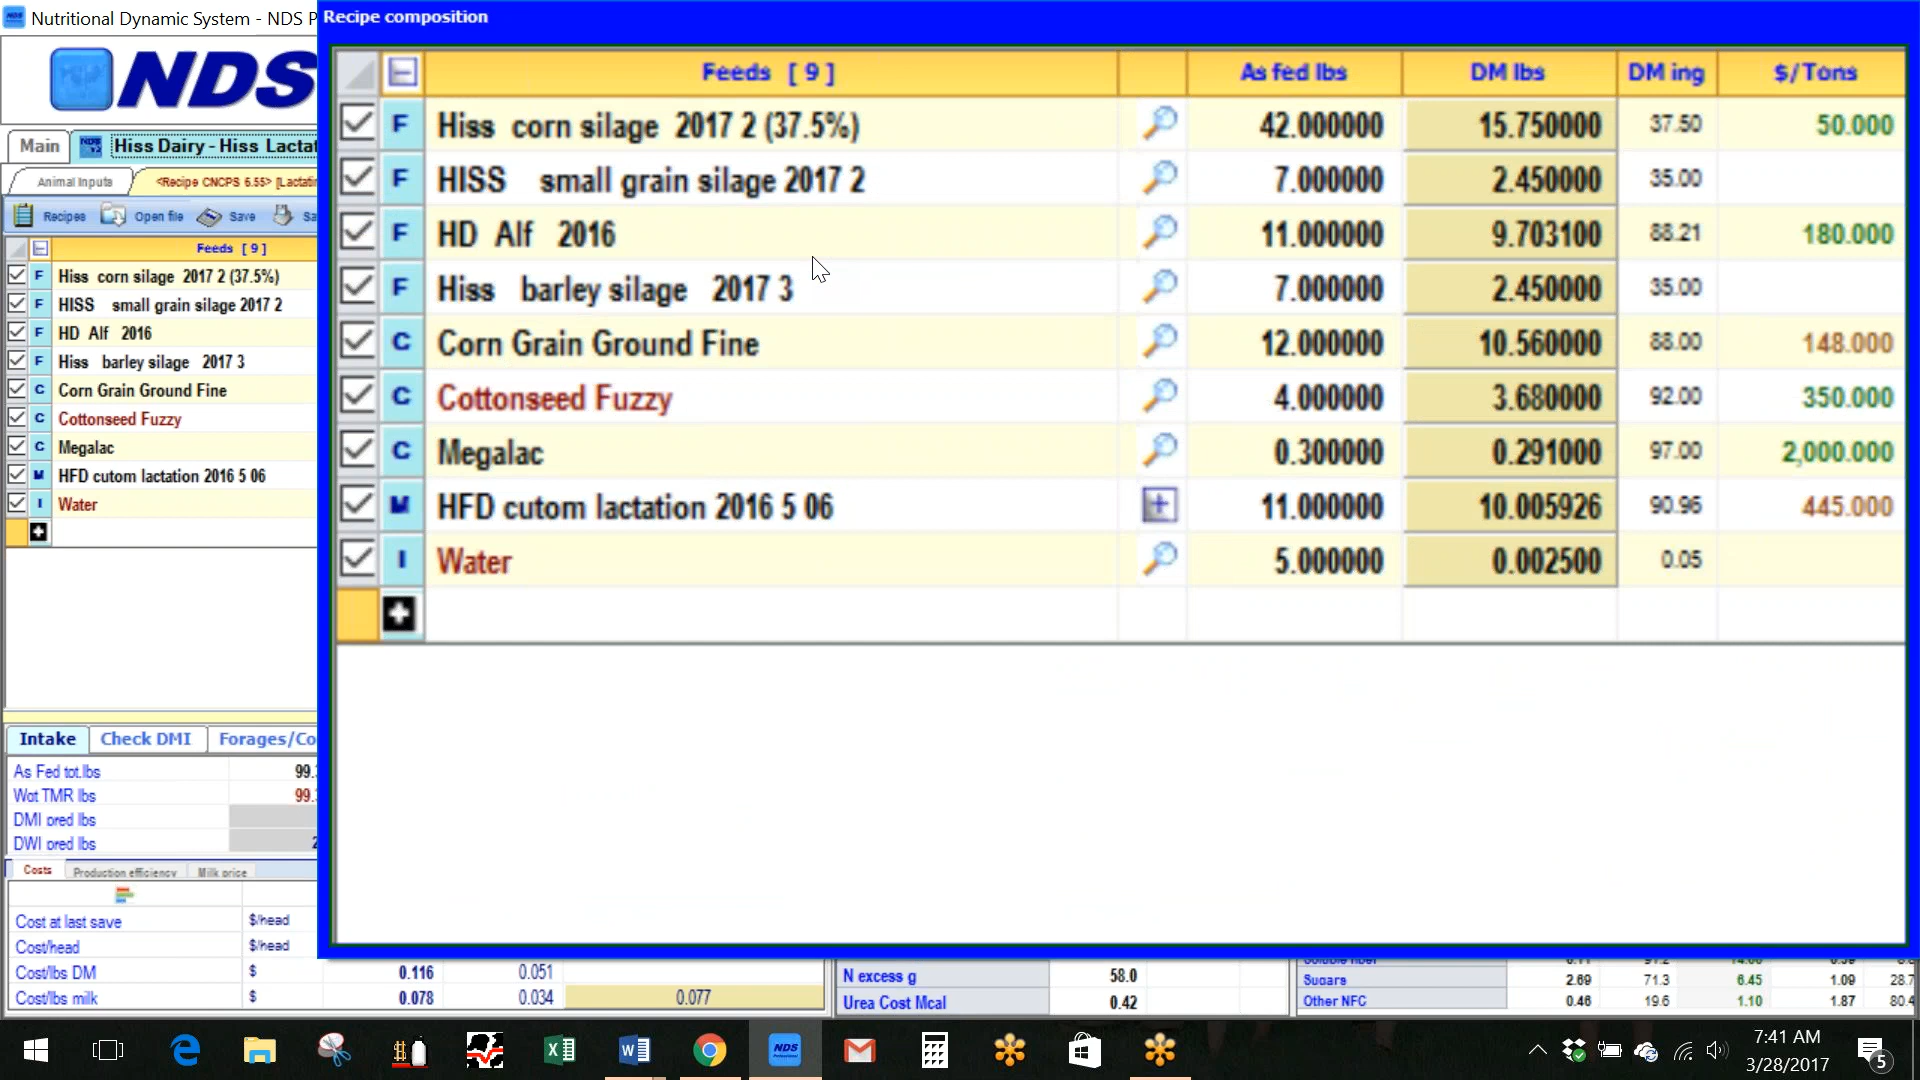 Nutritional Dynamic System - NDS P
Recipe composition
NDS
Main
Hiss Dairy - Hiss Lactat
Animal Inputs
<Recipe CNCPS 6.55> [Lactatin
Recipes
Open file
Save
Sa
Feeds [ 9 ]
Hiss corn silage 2017 2 (37.5%)
HISS small grain silage 2017 2
HD Alf 2016
Hiss barley silage 2017 3
Corn Grain Ground Fine
Cottonseed Fuzzy
Megalac
HFD cutom lactation 2016 5 06
Water
Feeds [ 9 ] As fed lbs DM lbs DM ing $/Tons
F Hiss corn silage 2017 2 (37.5%) 42.000000 15.750000 37.50 50.000
F HISS small grain silage 2017 2 7.000000 2.450000 35.00
F HD Alf 2016 11.000000 9.703100 88.21 180.000
F Hiss barley silage 2017 3 7.000000 2.450000 35.00
C Corn Grain Ground Fine 12.000000 10.560000 88.00 148.000
C Cottonseed Fuzzy 4.000000 3.680000 92.00 350.000
C Megalac 0.300000 0.291000 97.00 2,000.000
M HFD cutom lactation 2016 5 06 11.000000 10.005926 90.96 445.000
I Water 5.000000 0.002500 0.05
Intake Check DMI Forages/Co
As Fed tot.lbs 99.
Wat TMR lbs 99.
DMI pred lbs
DWI pred lbs 2
Costs Production efficiency Milk price
Cost at last save $/head
Cost/head $/head
Cost/lbs DM $ 0.116 0.051
Cost/lbs milk $ 0.078 0.034 0.077
N excess g 58.0
Urea Cost Mcal 0.42
Sugars 2.69 71.3 6.45 1.09 28.7
Other NFC 0.46 19.6 1.10 1.87 80.4
7:41 AM
3/28/2017
5